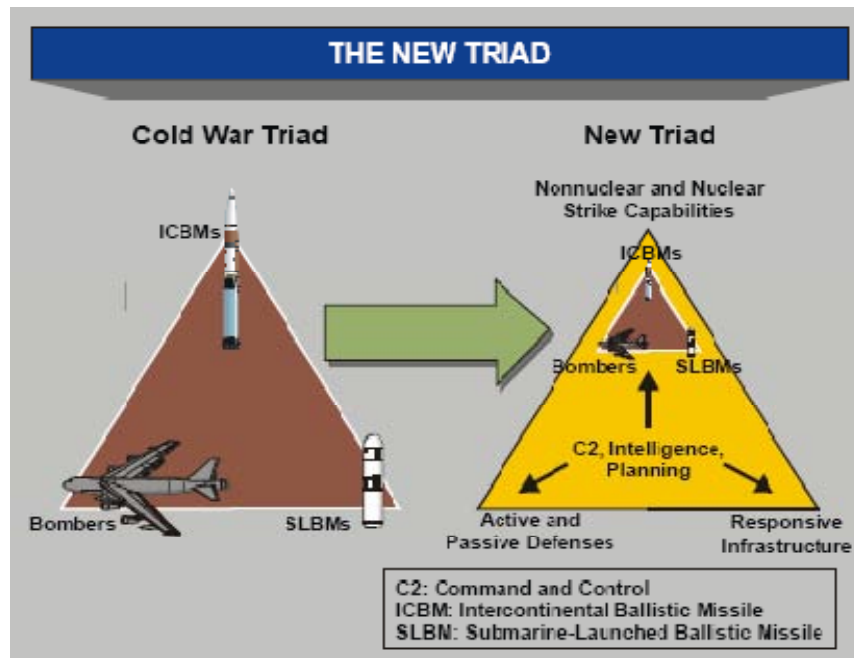 THE NEW TRIAD
Cold War Triad
ICBMs
Bombers
SLBMs
New Triad
Nonnuclear and Nuclear
Strike Capabilities
ICBMs
Bombers
SLBMs
C2, Intelligence,
Planning
Active and
Passive Defenses
Responsive
Infrastructure
C2: Command and Control
ICBM: Intercontinental Ballistic Missile
SLBM: Submarine-Launched Ballistic Missile